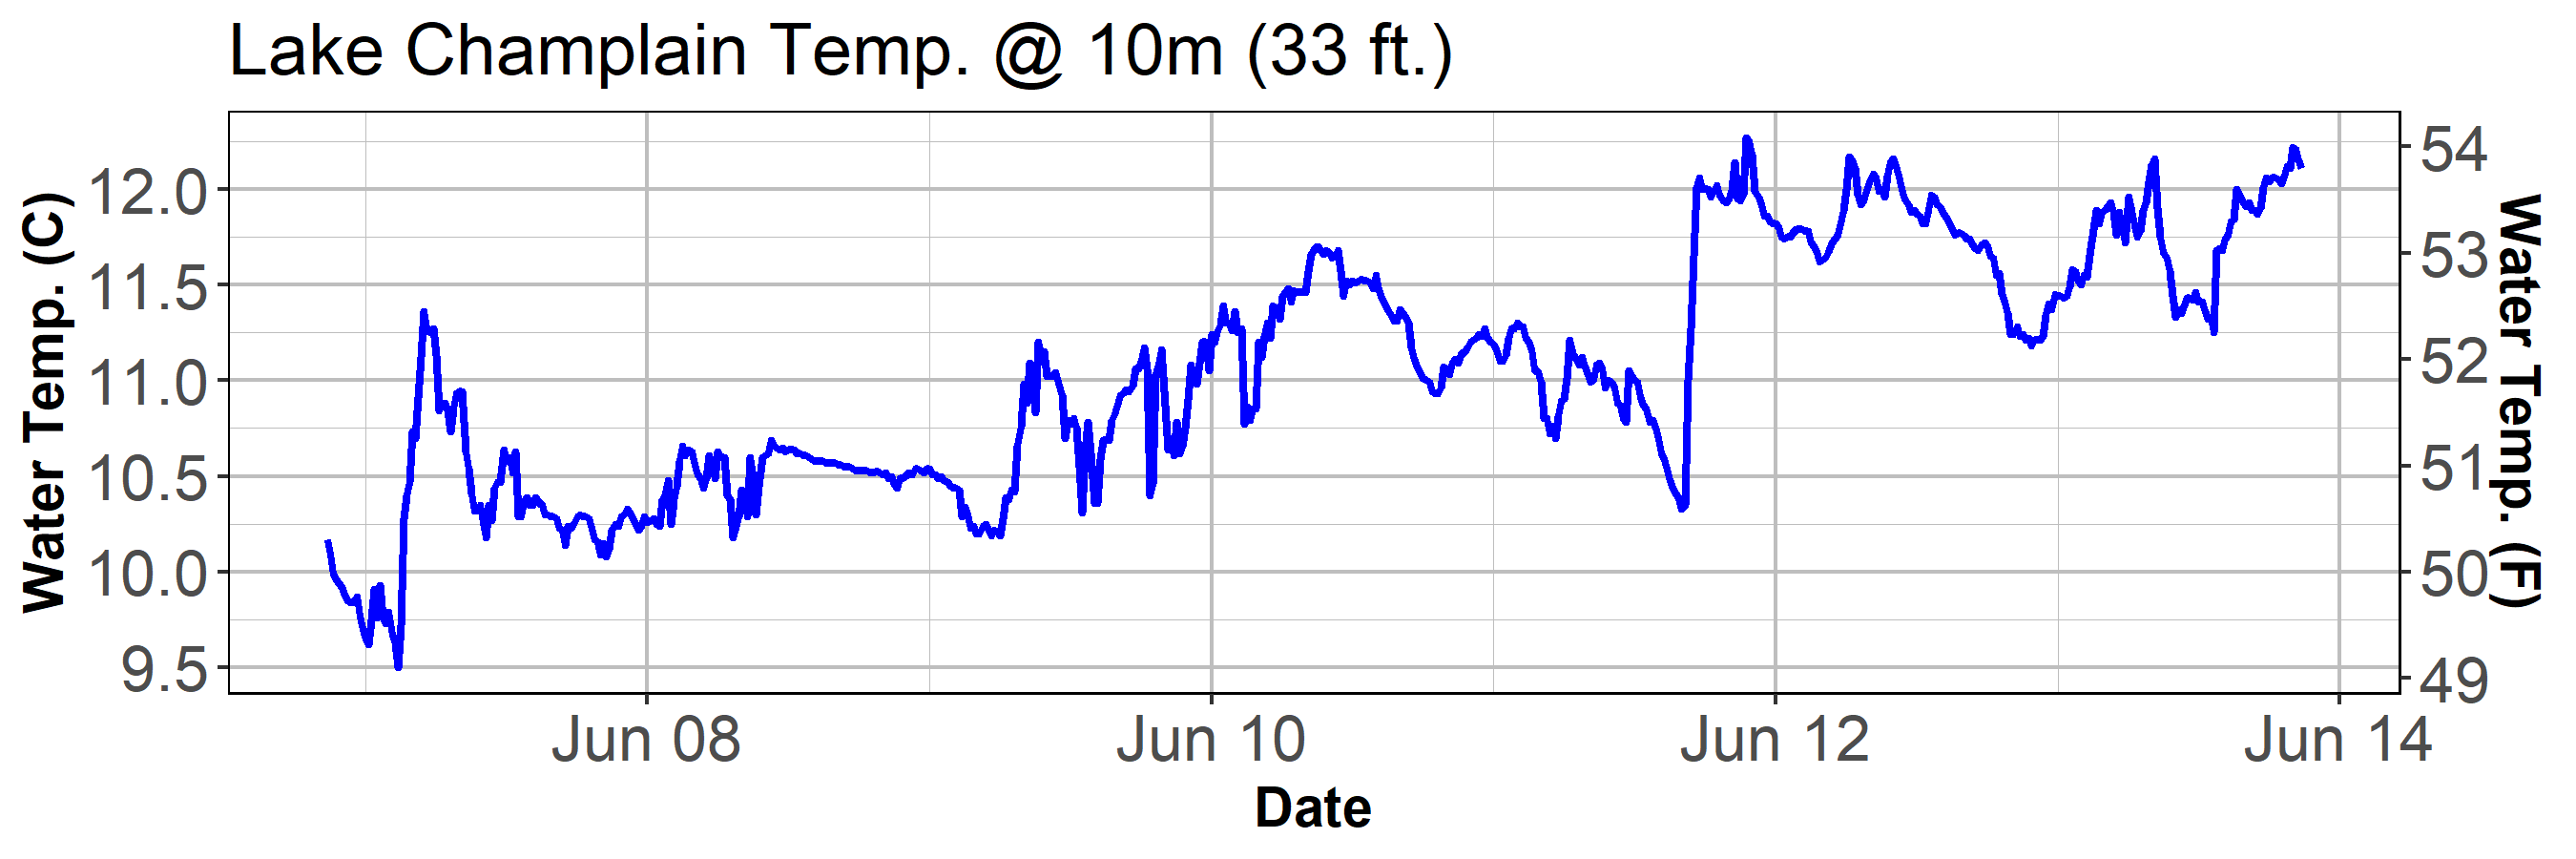 Lake Champlain Temp. @ 10m (33 ft.)
Water Temp. (C)
12.0
11.5
11.0
10.5
10.0
9.5
54
53
52
51
50
49
Water Temp. (F)
Jun 08 Jun 10 Jun 12 Jun 14
Date